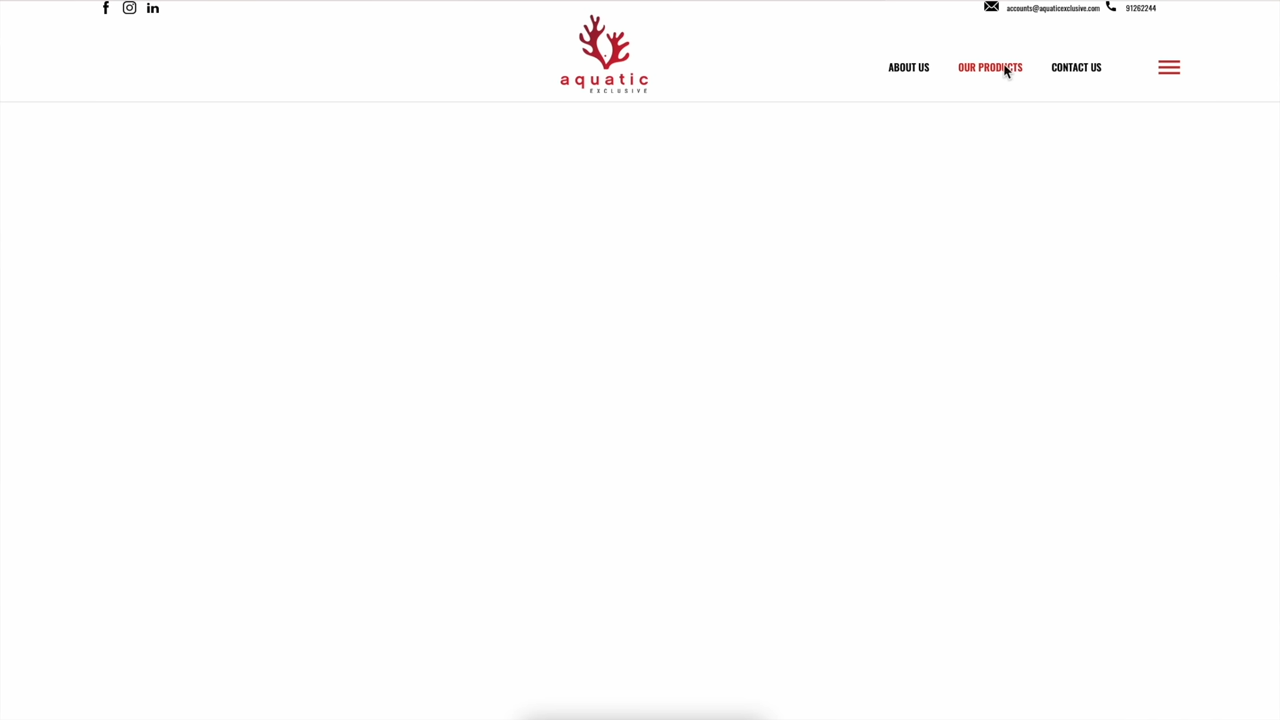 accounts@aquaticexclusive.com 91262244
aquatic
EXCLUSIVE
ABOUT US OUR PRODUCTS CONTACT US